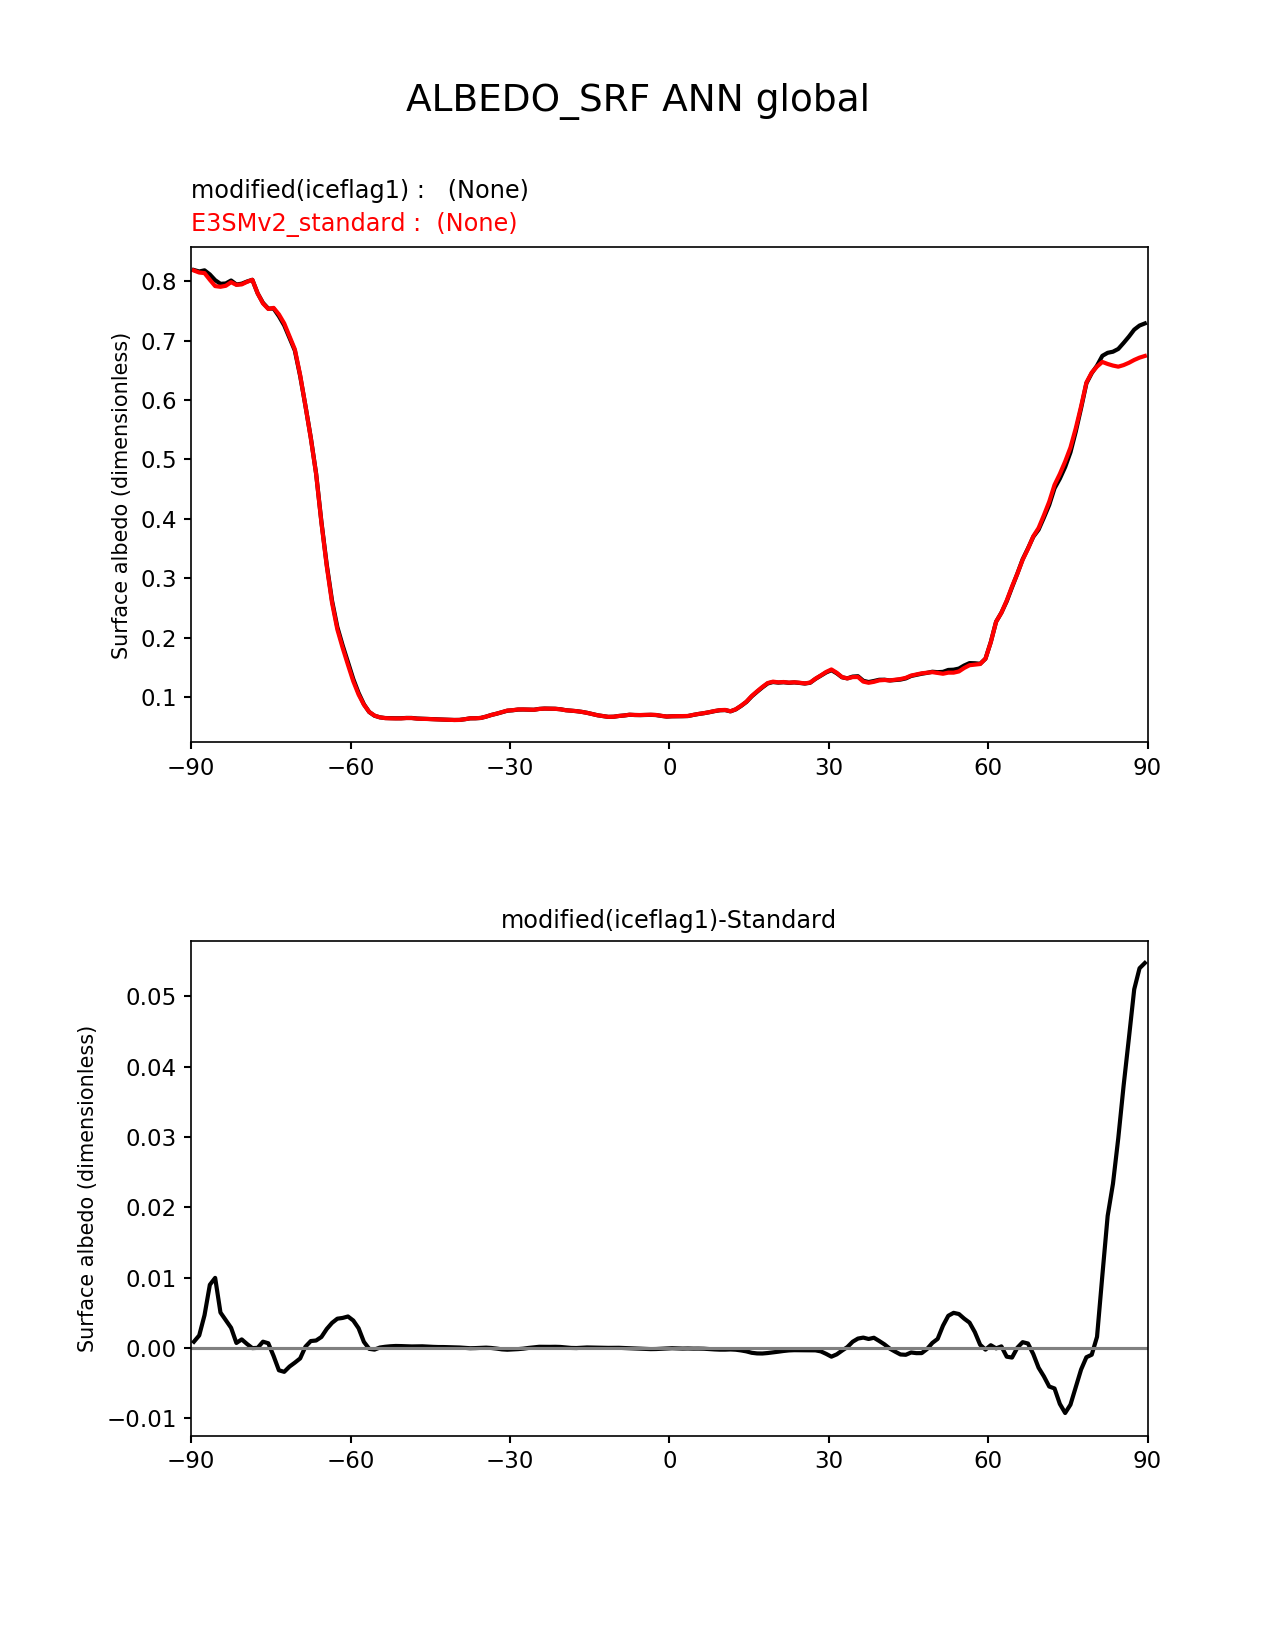 ALBEDO_SRF ANN global
modified(iceflag1) :   (None)
E3SMv2_standard :  (None)
Surface albedo (dimensionless)
0.8
0.7
0.6
0.5
0.4
0.3
0.2
0.1
−90 −60 −30 0 30 60 90
modified(iceflag1)-Standard
Surface albedo (dimensionless)
0.05
0.04
0.03
0.02
0.01
0.00
−0.01
−90 −60 −30 0 30 60 90